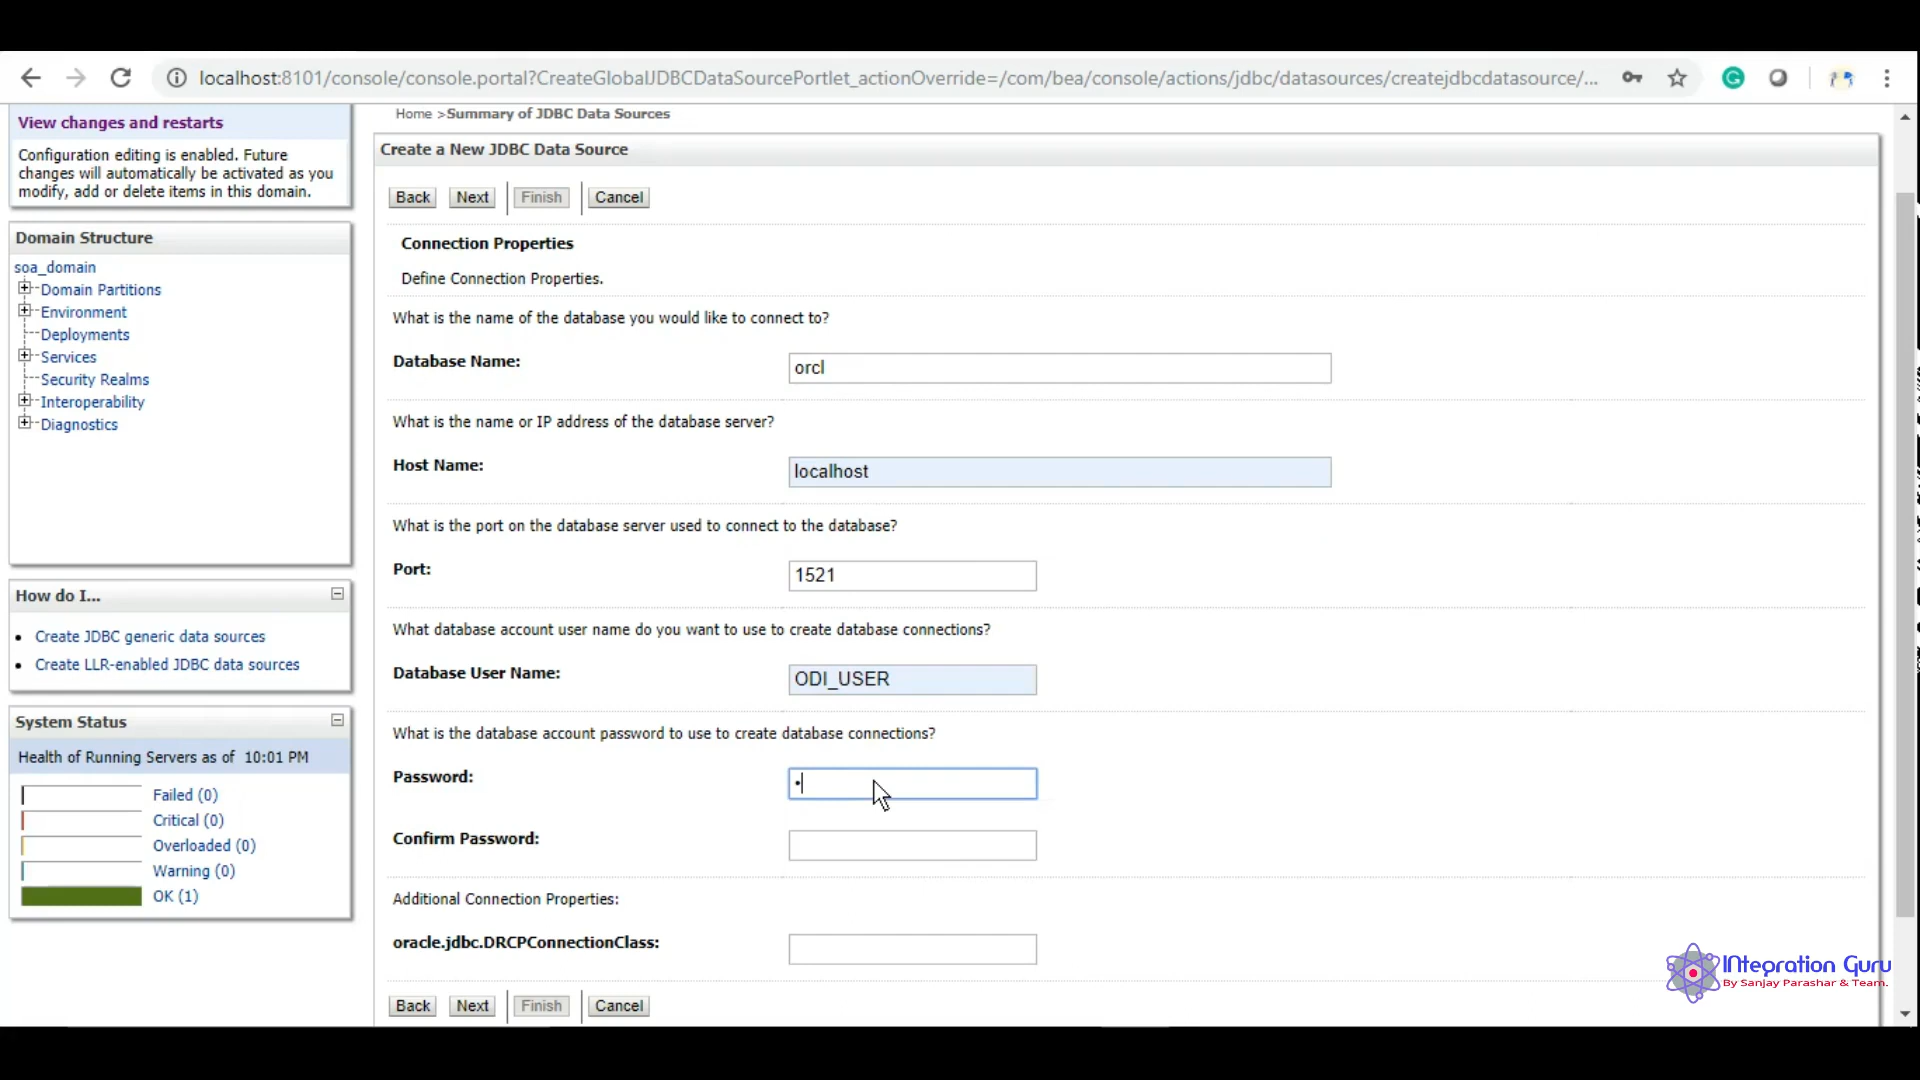 localhost:8101/console/console.portal?CreateGlobalJDBCDataSourcePortlet_actionOverride=/com/bea/console/actions/jdbc/datasources/createjdbcdatasource/...
View changes and restarts
Configuration editing is enabled. Future
changes will automatically be activated as you
modify, add or delete items in this domain.
Domain Structure
soa_domain
Domain Partitions
Environment
Deployments
Services
Security Realms
Interoperability
Diagnostics
How do I...
Create JDBC generic data sources
Create LLR-enabled JDBC data sources
System Status
Health of Running Servers as of 10:01 PM
Failed (0)
Critical (0)
Overloaded (0)
Warning (0)
OK (1)
Home >Summary of JDBC Data Sources
Create a New JDBC Data Source
Back Next Finish Cancel
Connection Properties
Define Connection Properties.
What is the name of the database you would like to connect to?
Database Name: orcl
What is the name or IP address of the database server?
Host Name: localhost
What is the port on the database server used to connect to the database?
Port: 1521
What database account user name do you want to use to create database connections?
Database User Name: ODI_USER
What is the database account password to use to create database connections?
Password: •
Confirm Password:
Additional Connection Properties:
oracle.jdbc.DRCPConnectionClass:
Back Next Finish Cancel
INtegration Guru
By Sanjay Parashar & Team.